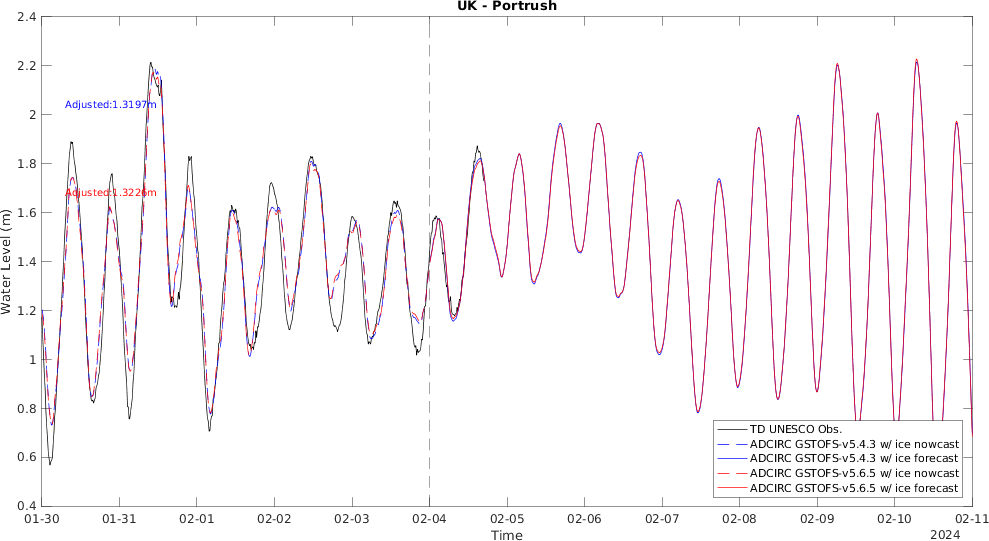 UK - Portrush
2.4
2.2
2
1.8
1.6
1.4
1.2
1
0.8
0.6
0.4
Water Level (m)
Adjusted:1.3197m
Adjusted:1.3226m
TD UNESCO Obs.
ADCIRC GSTOFS-v5.4.3 w/ ice nowcast
ADCIRC GSTOFS-v5.4.3 w/ ice forecast
ADCIRC GSTOFS-v5.6.5 w/ ice nowcast
ADCIRC GSTOFS-v5.6.5 w/ ice forecast
01-30 01-31 02-01 02-02 02-03 02-04 02-05 02-06 02-07 02-08 02-09 02-10 02-11
2024
Time